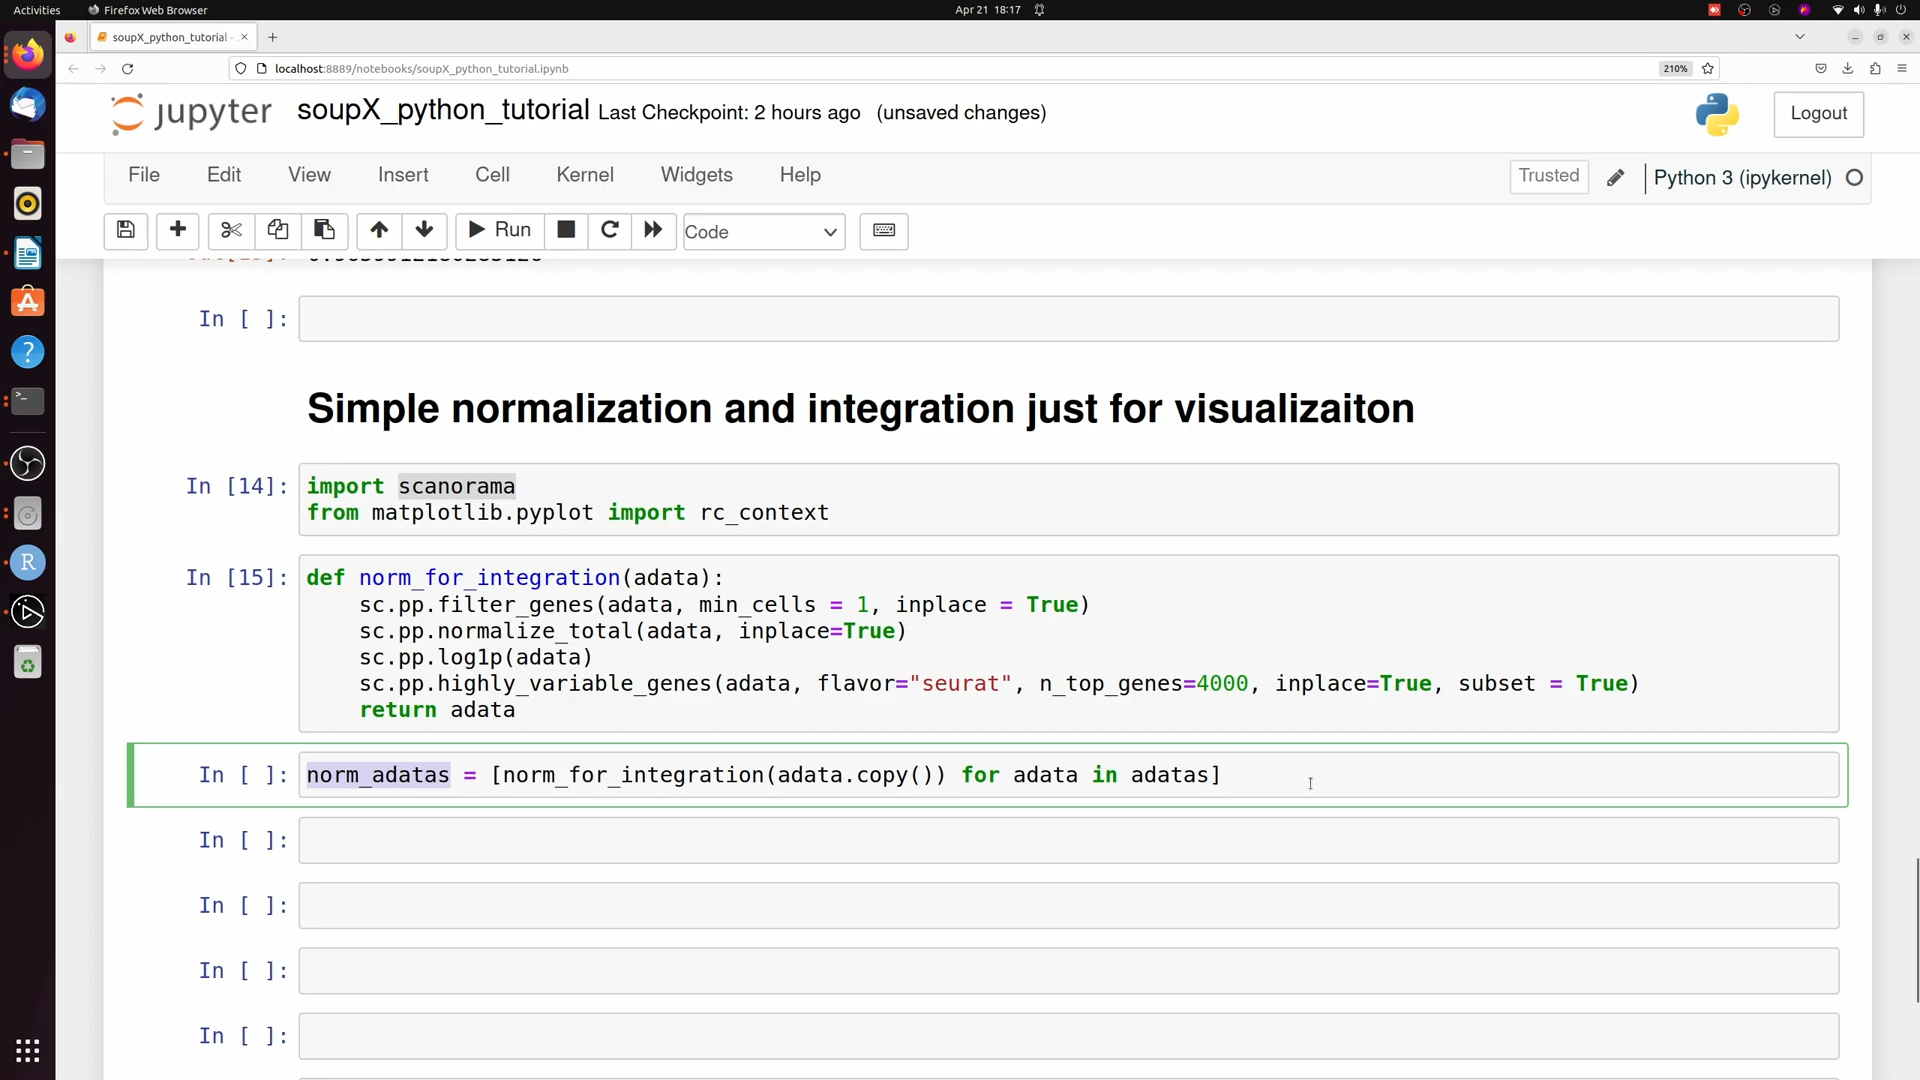 Activities
Firefox Web Browser
Apr 21 18:17
soupX_python_tutorial -
localhost:8889/notebooks/soupX_python_tutorial.ipynb
210%
jupyter
soupX_python_tutorial Last Checkpoint: 2 hours ago (unsaved changes)
Logout
File Edit View Insert Cell Kernel Widgets Help
Trusted
Python 3 (ipykernel)
Run
Code
In [ ]:
Simple normalization and integration just for visualizaiton
In [14]: import scanorama
from matplotlib.pyplot import rc_context
In [15]: def norm_for_integration(adata):
sc.pp.filter_genes(adata, min_cells = 1, inplace = True)
sc.pp.normalize_total(adata, inplace=True)
sc.pp.log1p(adata)
sc.pp.highly_variable_genes(adata, flavor="seurat", n_top_genes=4000, inplace=True, subset = True)
return adata
In [ ]: norm_adatas = [norm_for_integration(adata.copy()) for adata in adatas]
In [ ]:
In [ ]:
In [ ]:
In [ ]: